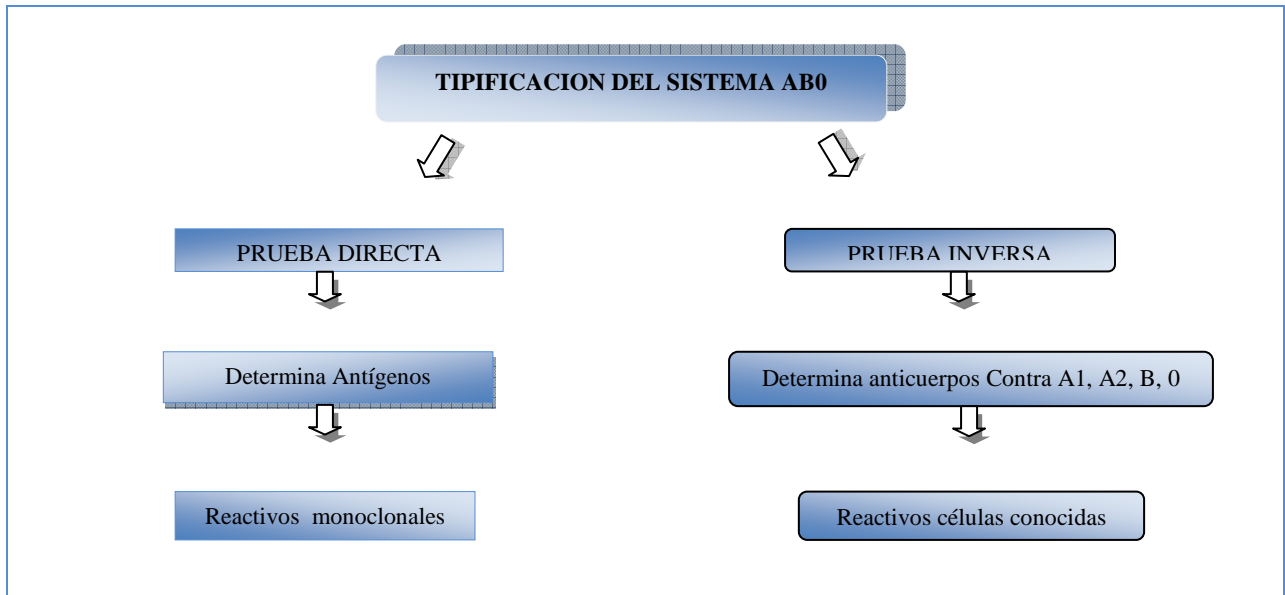 TIPIFICACION DEL SISTEMA AB0
PRUEBA DIRECTA
PRUEBA INVERSA
Determina Antígenos
Determina anticuerpos Contra A1, A2, B, 0
Reactivos monoclonales
Reactivos células conocidas